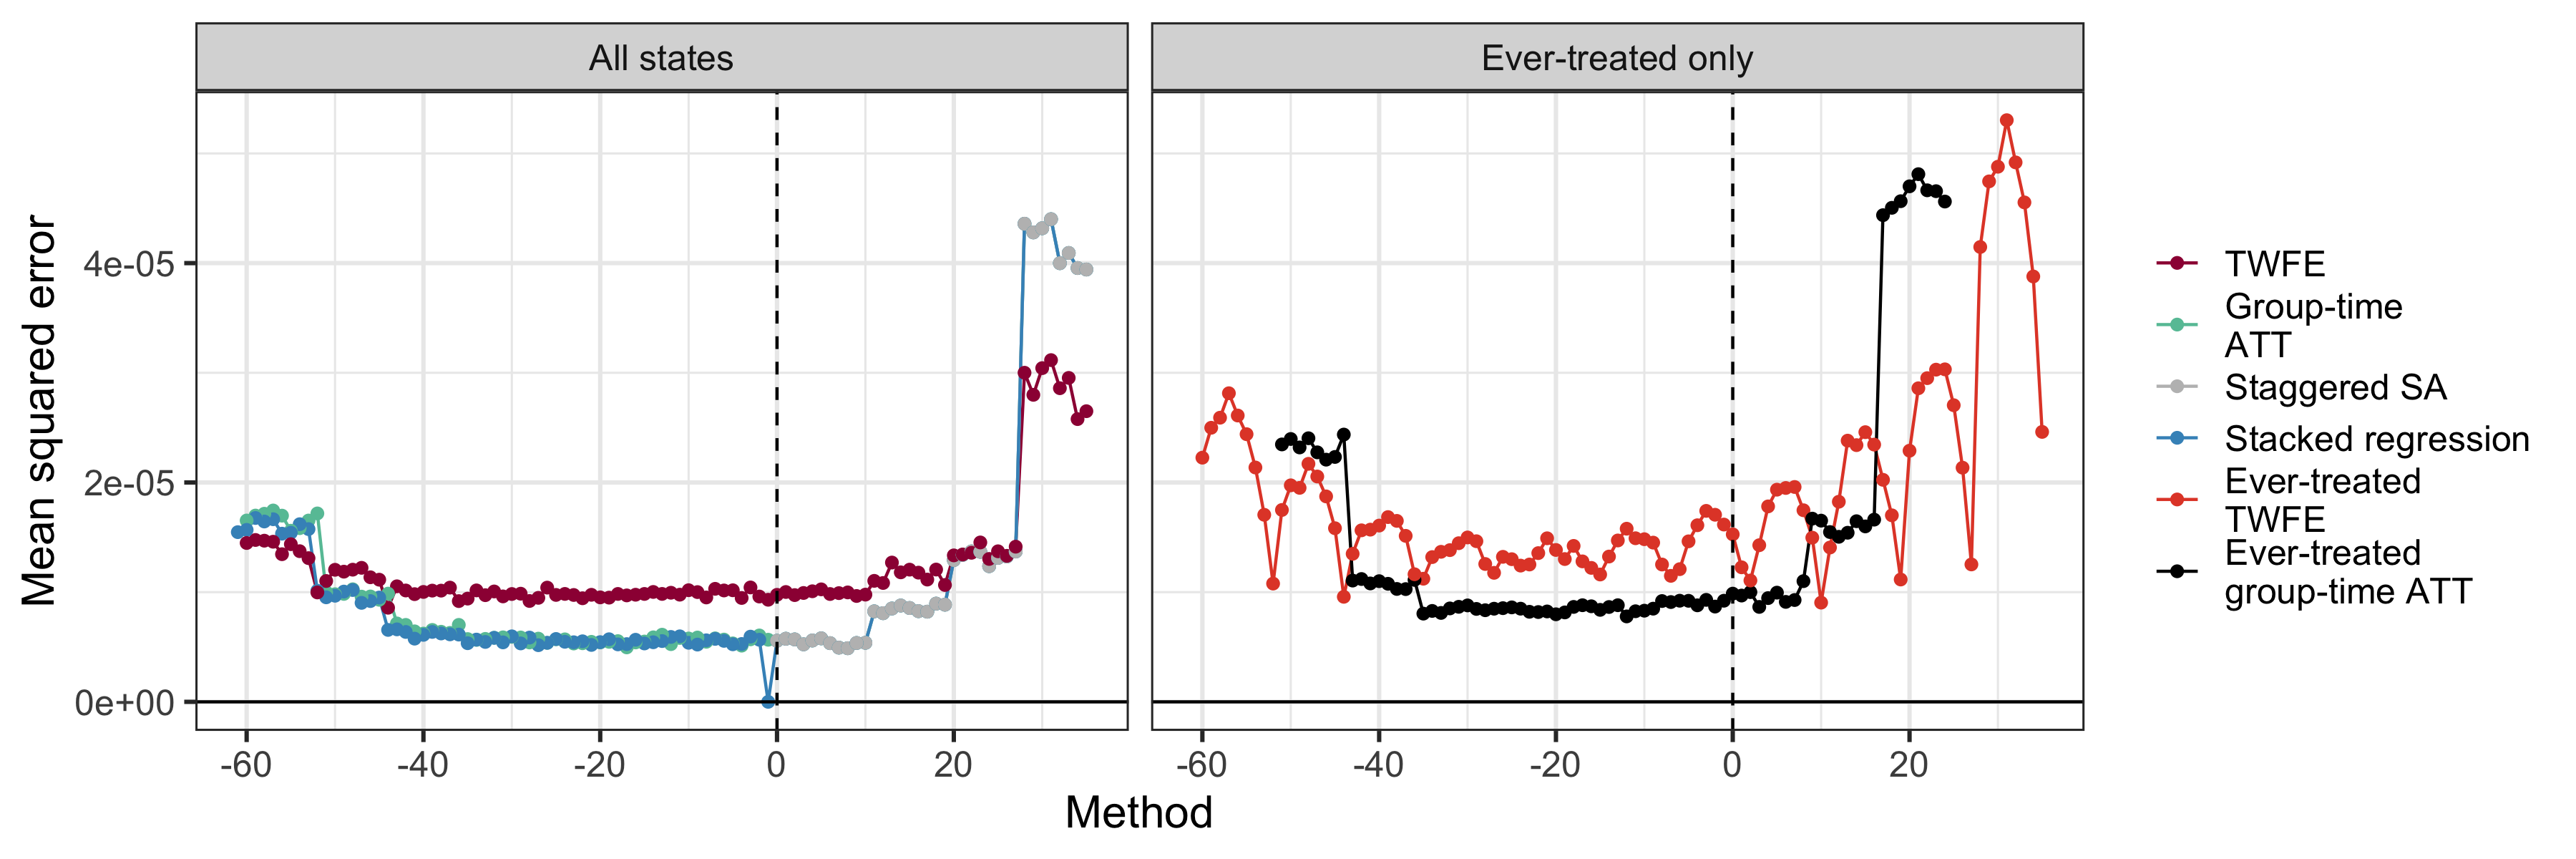 All states
Ever-treated only
Mean squared error
4e-05
2e-05
0e+00
-60 -40 -20 0 20
-60 -40 -20 0 20
Method
TWFE
Group-time
ATT
Staggered SA
Stacked regression
Ever-treated
TWFE
Ever-treated
group-time ATT